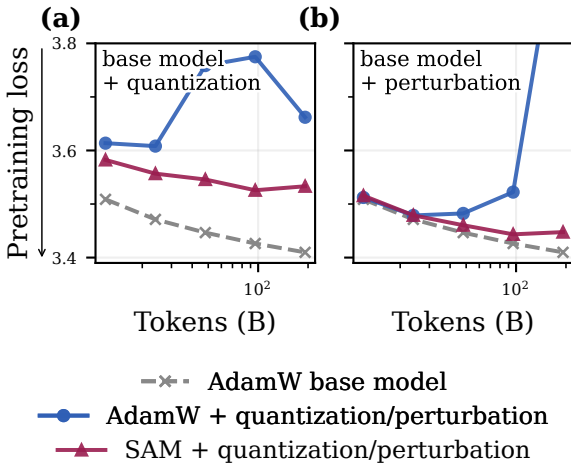 (a)
(b)
base model
+ quantization
base model
+ perturbation
Pretraining loss
3.8
3.6
3.4
10²
10²
Tokens (B)
Tokens (B)
AdamW base model
AdamW + quantization/perturbation
SAM + quantization/perturbation